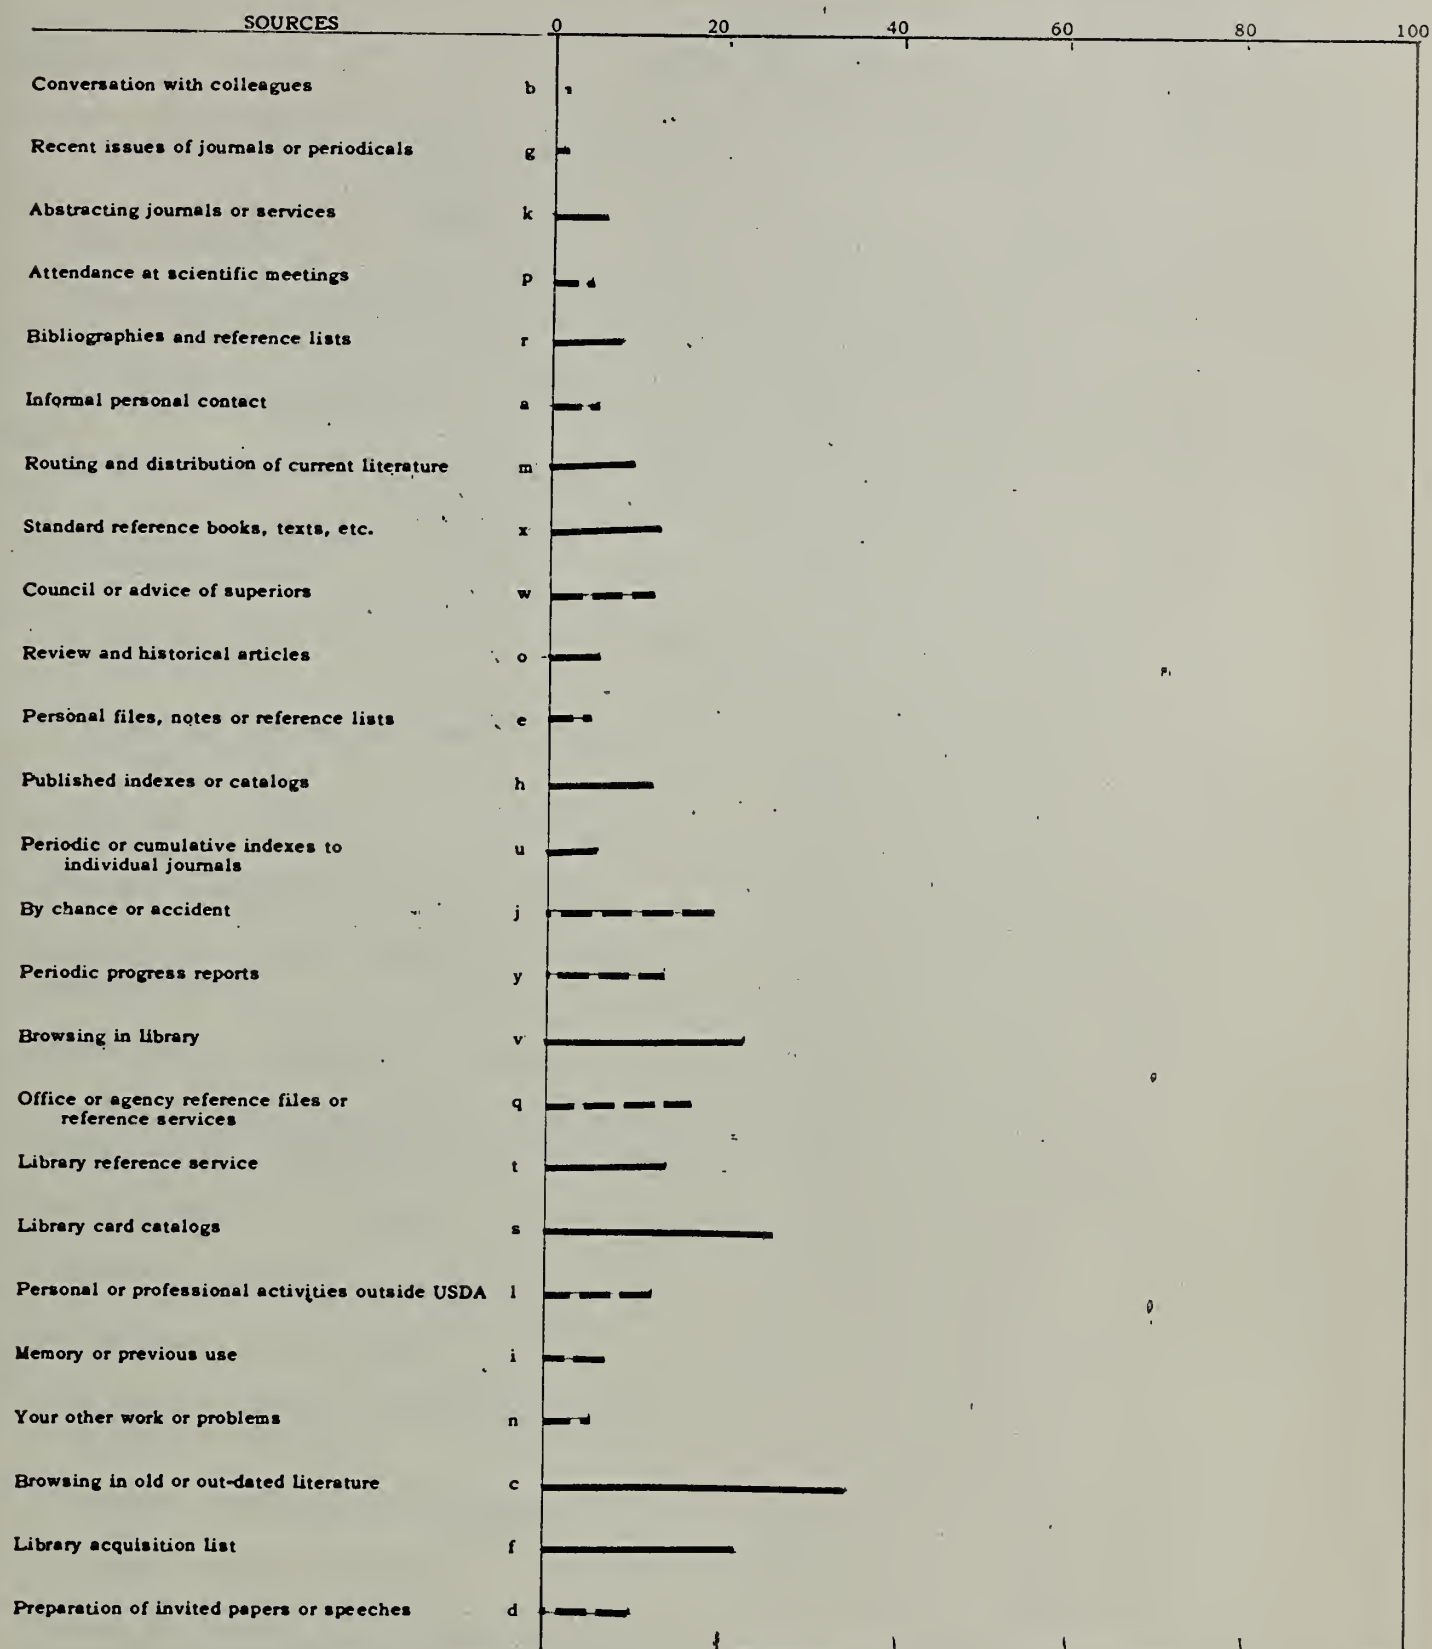 SOURCES 0 20 40 60 80 100
Conversation with colleagues b
Recent issues of journals or periodicals g
Abstracting journals or services k
Attendance at scientific meetings p
Bibliographies and reference lists r
Informal personal contact a
Routing and distribution of current literature m
Standard reference books, texts, etc. x
Council or advice of superiors w
Review and historical articles o
Personal files, notes or reference lists e
Published indexes or catalogs h
Periodic or cumulative indexes to
individual journals u
By chance or accident j
Periodic progress reports y
Browsing in library v
Office or agency reference files or
reference services q
Library reference service t
Library card catalogs s
Personal or professional activities outside USDA l
Memory or previous use i
Your other work or problems n
Browsing in old or out-dated literature c
Library acquisition list f
Preparation of invited papers or speeches d